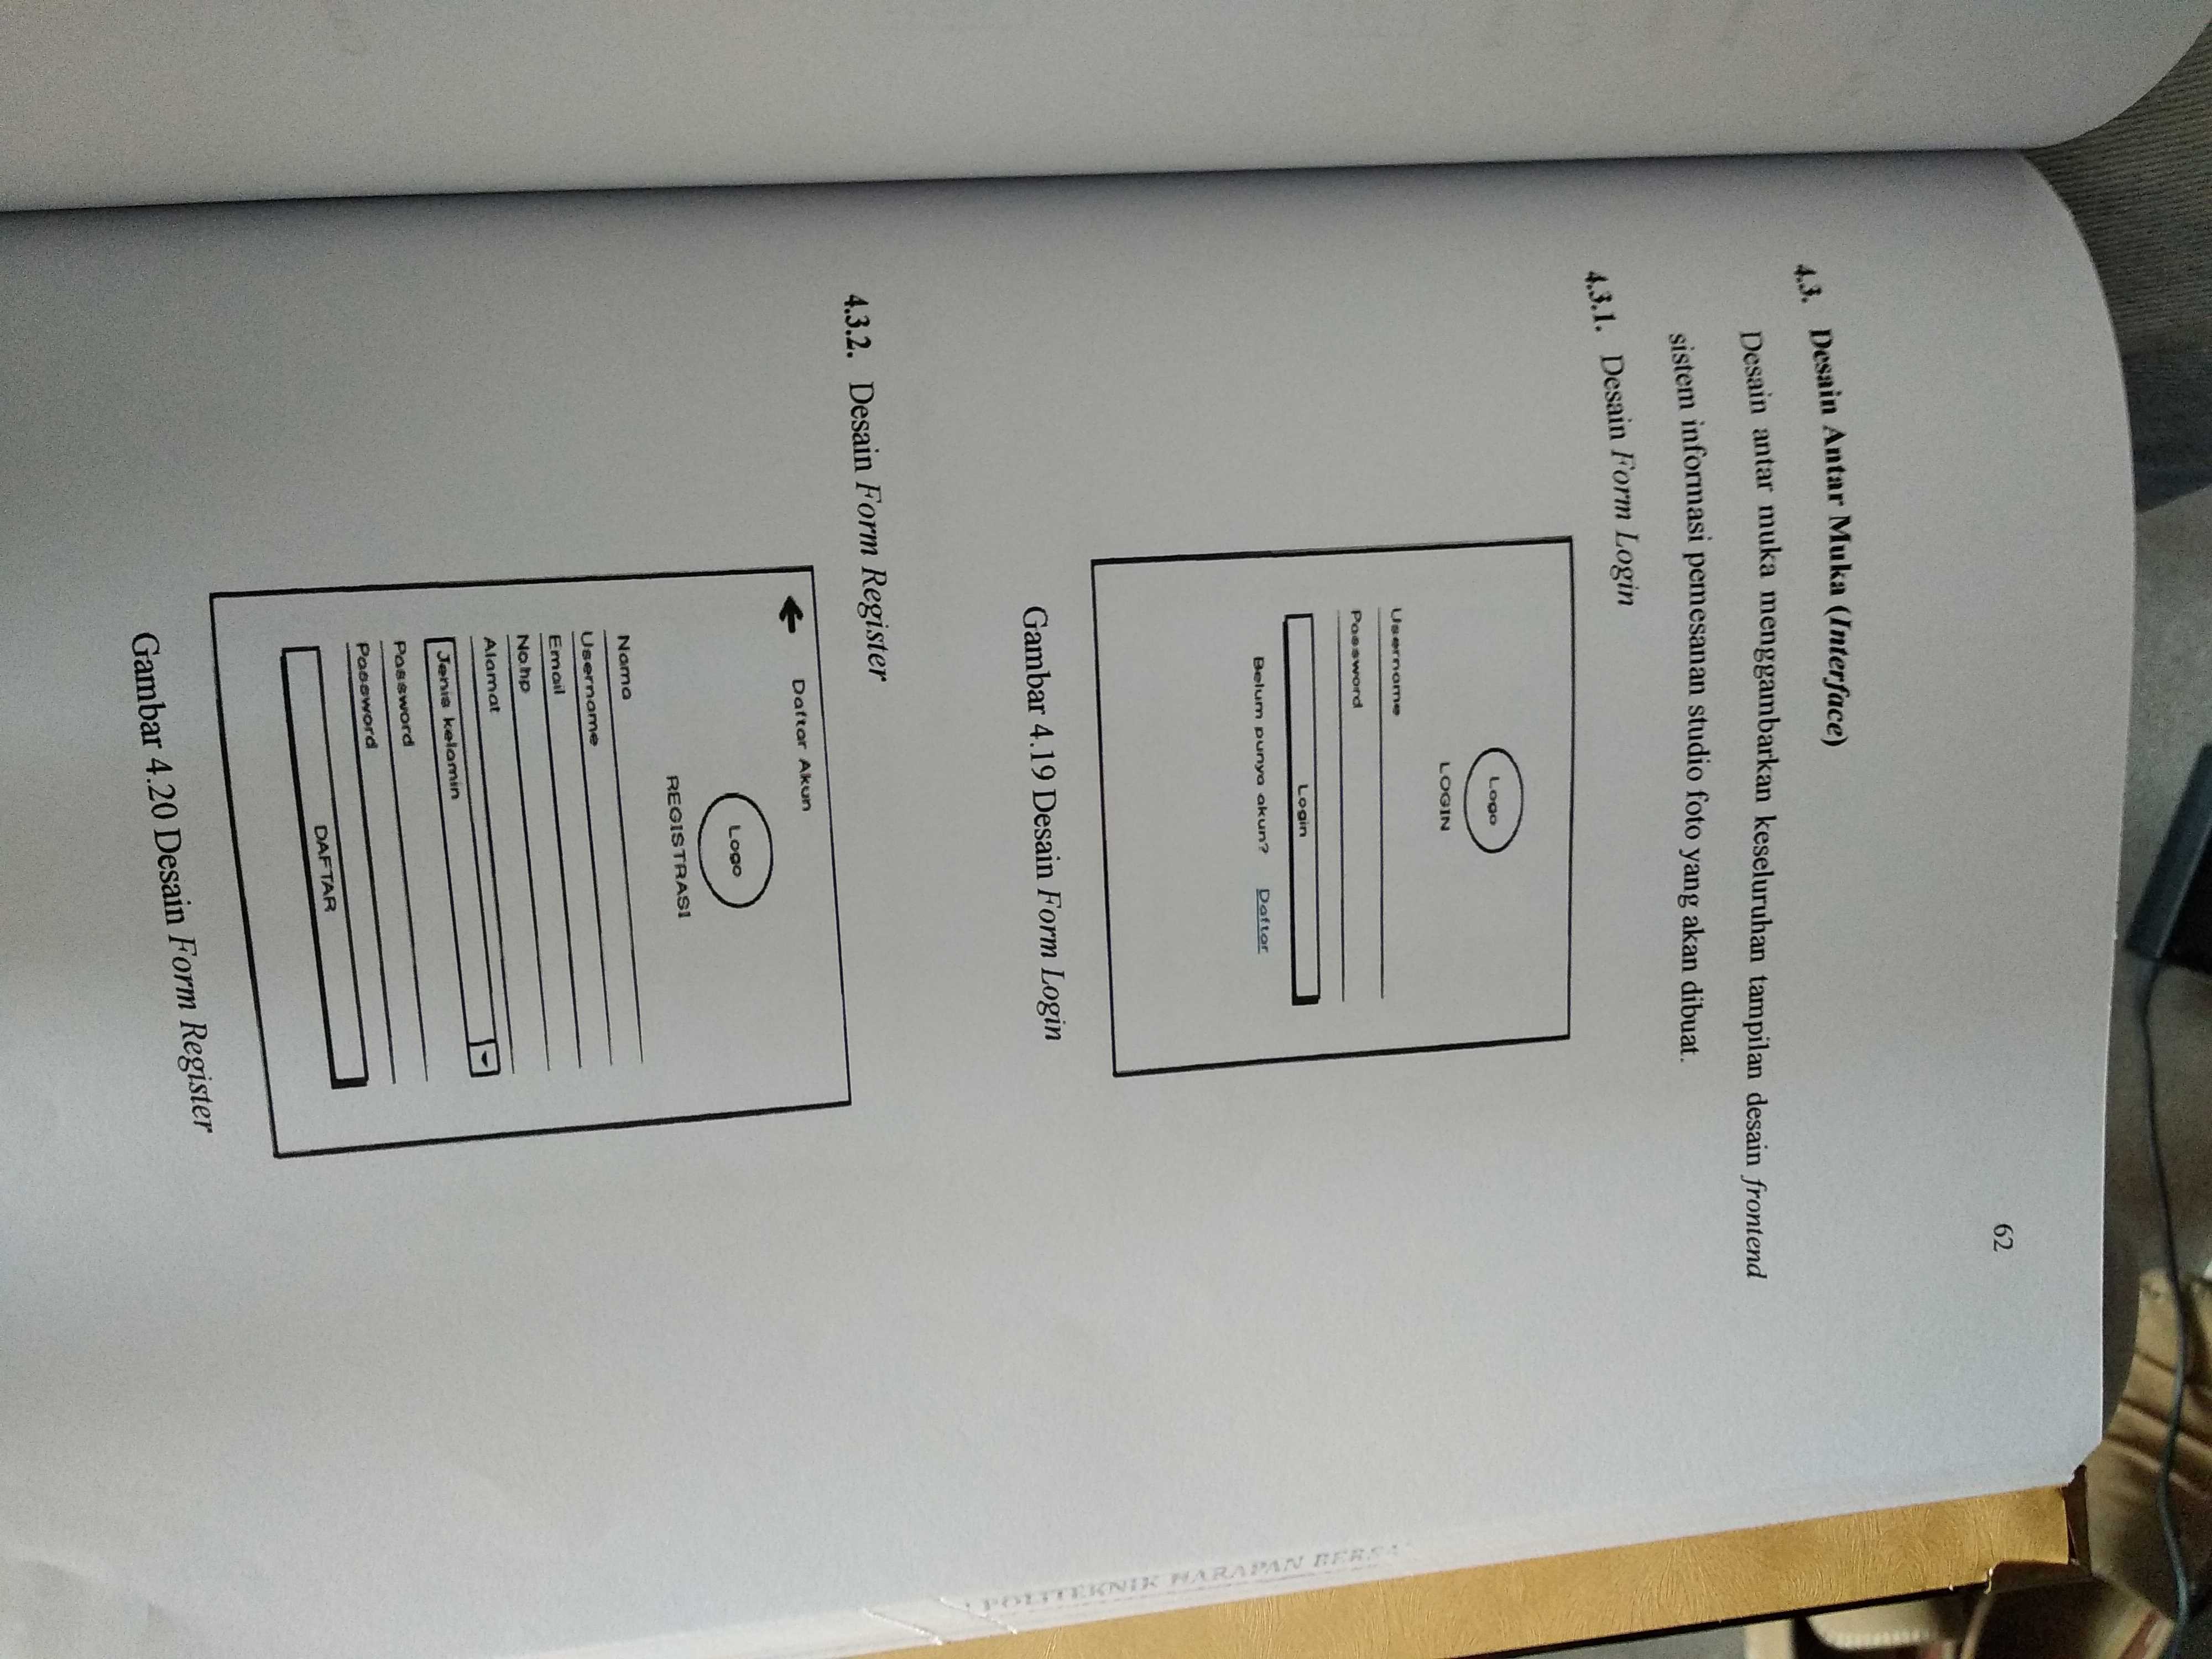 62
4.3. Desain Antar Muka (Interface)
Desain antar muka menggambarkan keseluruhan tampilan desain frontend
sistem informasi pemesanan studio foto yang akan dibuat.
4.3.1. Desain Form Login
Logo
LOGIN
Username
Password
Login
Belum punya akun? Daftar
Gambar 4.19 Desain Form Login
4.3.2. Desain Form Register
Daftar Akun
Logo
REGISTRASI
Nama
Username
Email
No.hp
Alamat
Jenis kelamin
Password
Password
DAFTAR
Gambar 4.20 Desain Form Register
POLITEKNIK HARAPAN